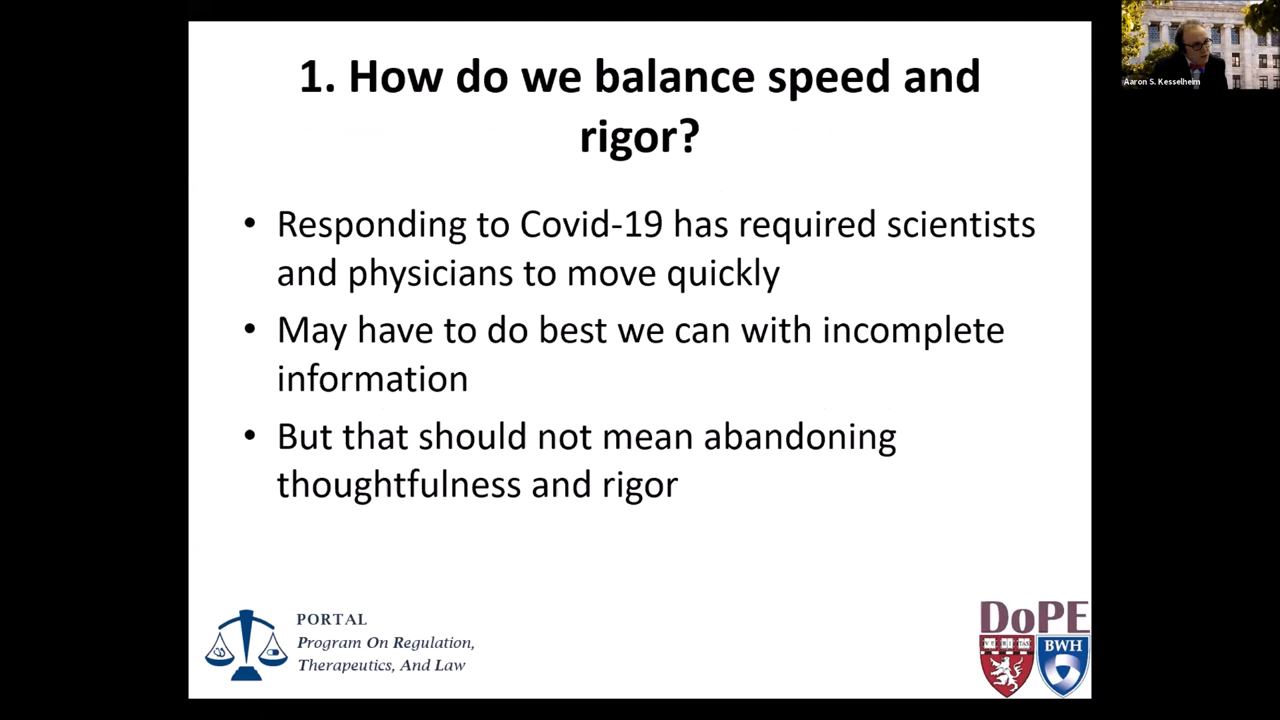 1. How do we balance speed and
rigor?
Aaron S. Kesselheim
• Responding to Covid-19 has required scientists
and physicians to move quickly
• May have to do best we can with incomplete
information
• But that should not mean abandoning
thoughtfulness and rigor
PORTAL
Program On Regulation,
Therapeutics, And Law
DoPE
BWH